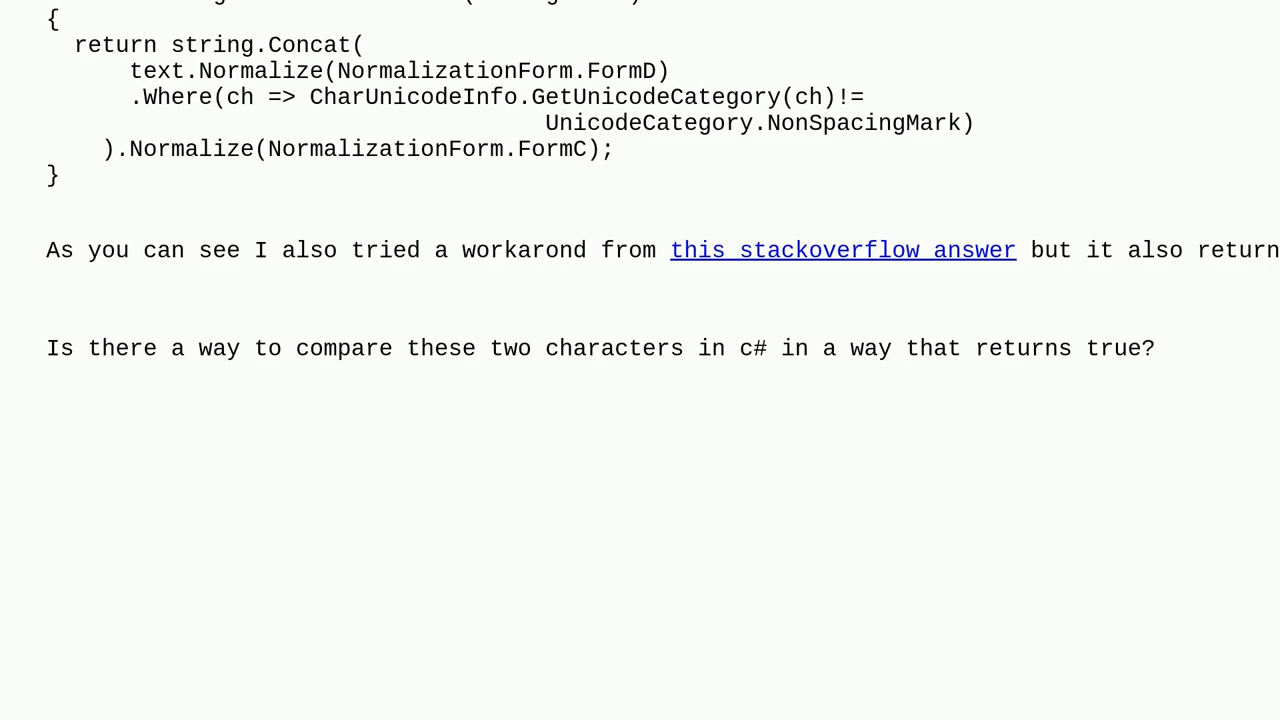 {
return string.Concat(
text.Normalize(NormalizationForm.FormD)
.Where(ch => CharUnicodeInfo.GetUnicodeCategory(ch)!=
UnicodeCategory.NonSpacingMark)
).Normalize(NormalizationForm.FormC);
}
As you can see I also tried a workarond from this stackoverflow answer but it also return
Is there a way to compare these two characters in c# in a way that returns true?